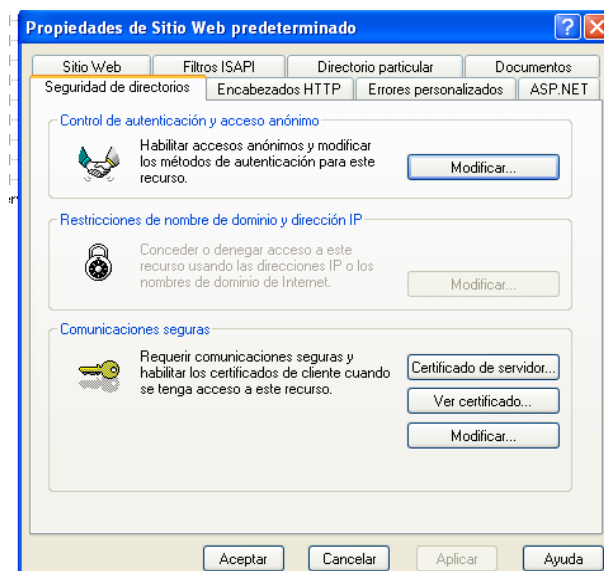 Propiedades de Sitio Web predeterminado
Sitio Web
Filtros ISAPI
Directorio particular
Documentos
Seguridad de directorios
Encabezados HTTP
Errores personalizados
ASP.NET
Control de autenticación y acceso anónimo
Habilitar accesos anónimos y modificar
los métodos de autenticación para este
recurso.
Modificar...
Restricciones de nombre de dominio y dirección IP
Conceder o denegar acceso a este
recurso usando las direcciones IP o los
nombres de dominio de Internet.
Modificar...
Comunicaciones seguras
Requerir comunicaciones seguras y
habilitar los certificados de cliente cuando
se tenga acceso a este recurso.
Certificado de servidor...
Ver certificado...
Modificar...
Aceptar
Cancelar
Aplicar
Ayuda